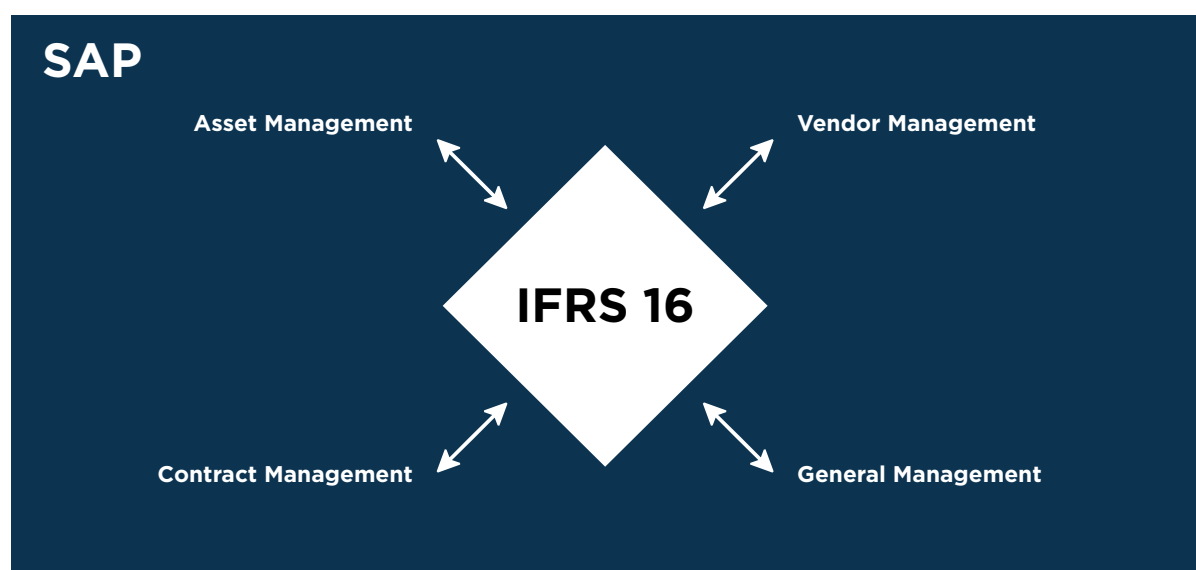 SAP
Asset Management
Vendor Management
IFRS 16
Contract Management
General Management